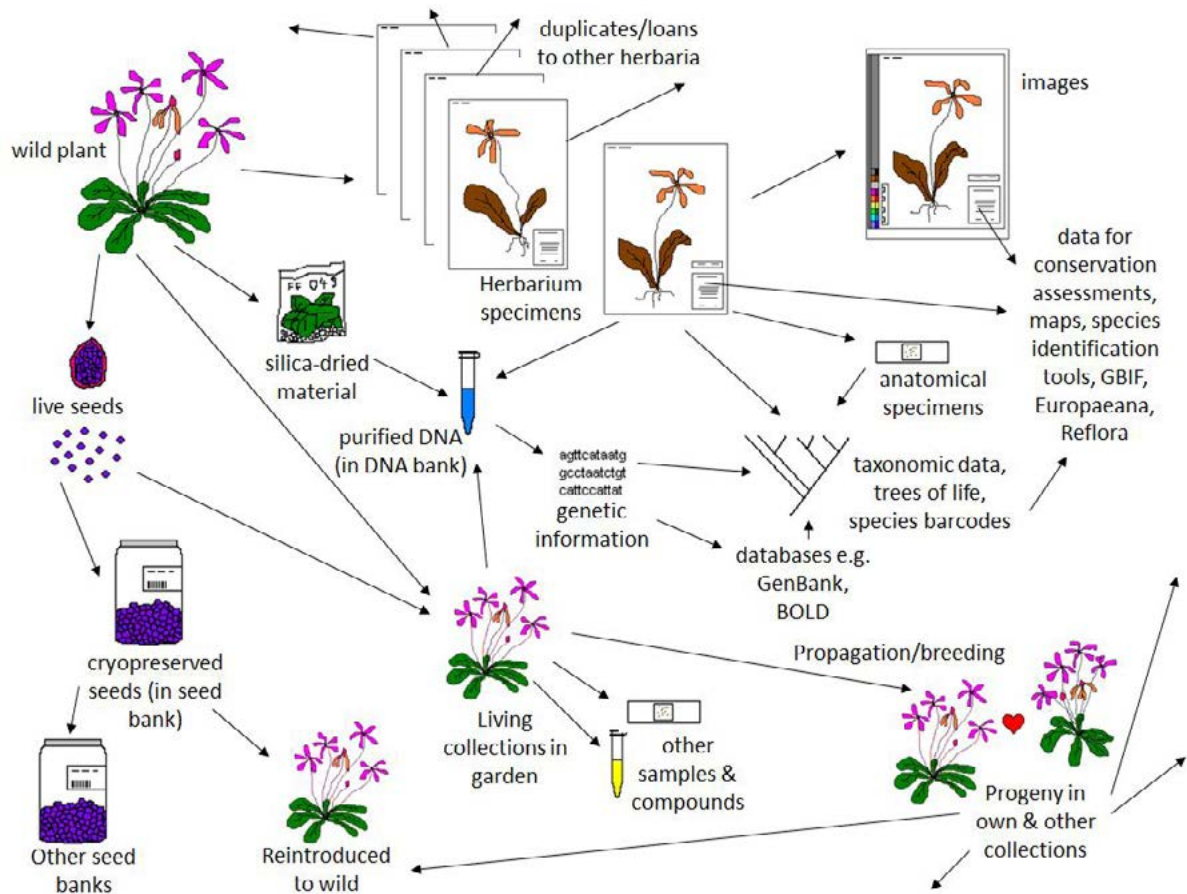 duplicates/loans
to other herbaria
images
wild plant
FF 049
Herbarium
specimens
data for
conservation
assessments,
maps, species
identification
tools, GBIF,
Europaeana,
Reflora
silica-dried
material
anatomical
specimens
live seeds
purified DNA
(in DNA bank)
agttcataatg
gcctaatctgt
cattccattat
genetic
information
taxonomic data,
trees of life,
species barcodes
databases e.g.
GenBank,
BOLD
cryopreserved
seeds (in seed
bank)
Propagation/breeding
Living
collections in
garden
other
samples &
compounds
Progeny in
own & other
collections
Other seed
banks
Reintroduced
to wild